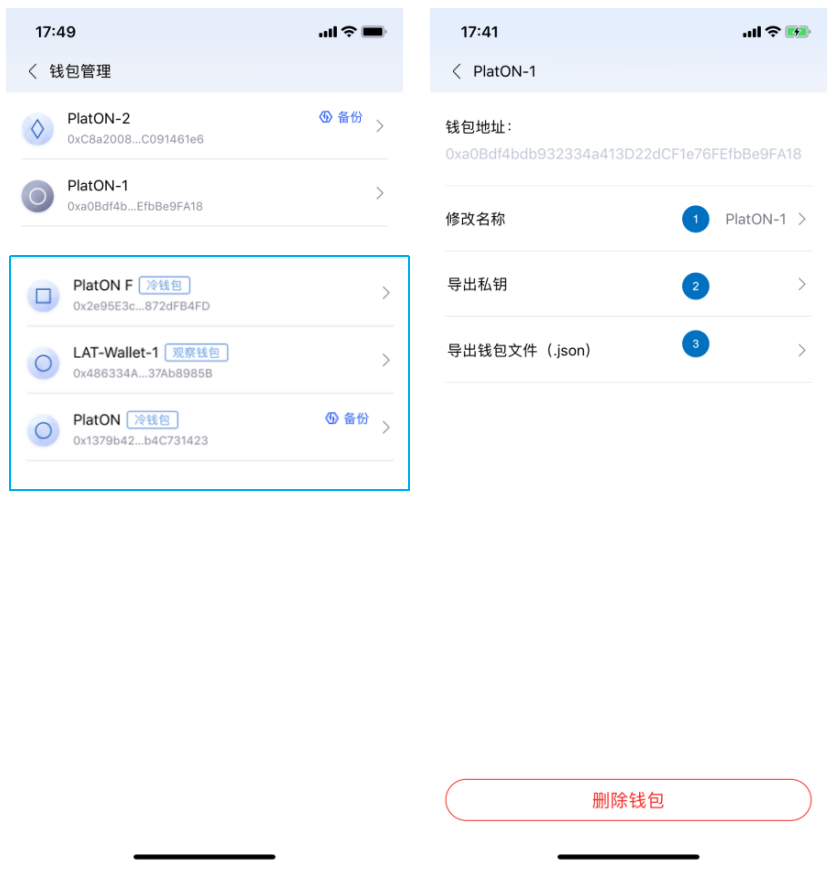 17:49
钱包管理
PlatON-2
备份
0xC8a2008...C091461e6
PlatON-1
0xa0Bdf4b...EfbBe9FA18
PlatON F 冷钱包
0x2e95E3c...872dFB4FD
LAT-Wallet-1 观察钱包
0x486334A...37Ab8985B
PlatON 冷钱包
备份
0x1379b42...b4C731423
17:41
PlatON-1
钱包地址：
0xa0Bdf4bdb932334a413D22dCF1e76FEfbBe9FA18
修改名称 1 PlatON-1
导出私钥 2
导出钱包文件（.json） 3
删除钱包